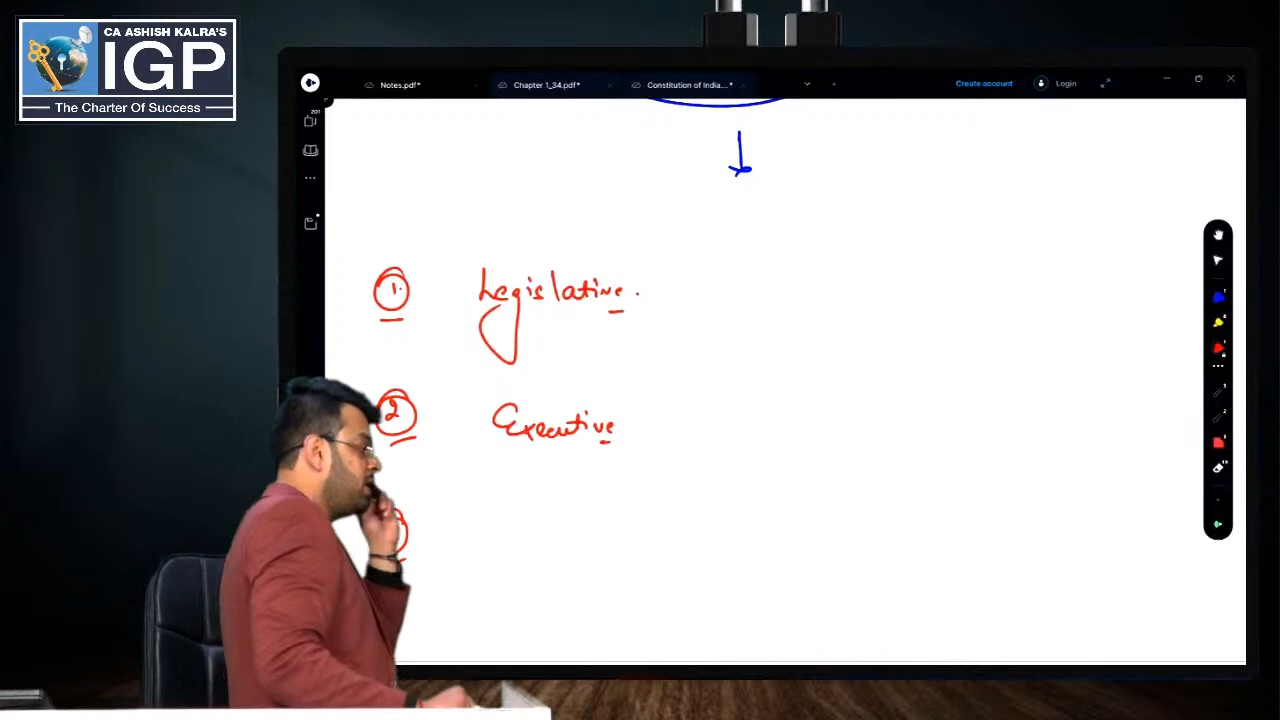 CA ASHISH KALRA'S
IGP
The Charter Of Success
Notes.pdf*
Chapter 1_34.pdf*
Constitution of India....*
Create account
Login
201
1. Legislative.
2 Executive